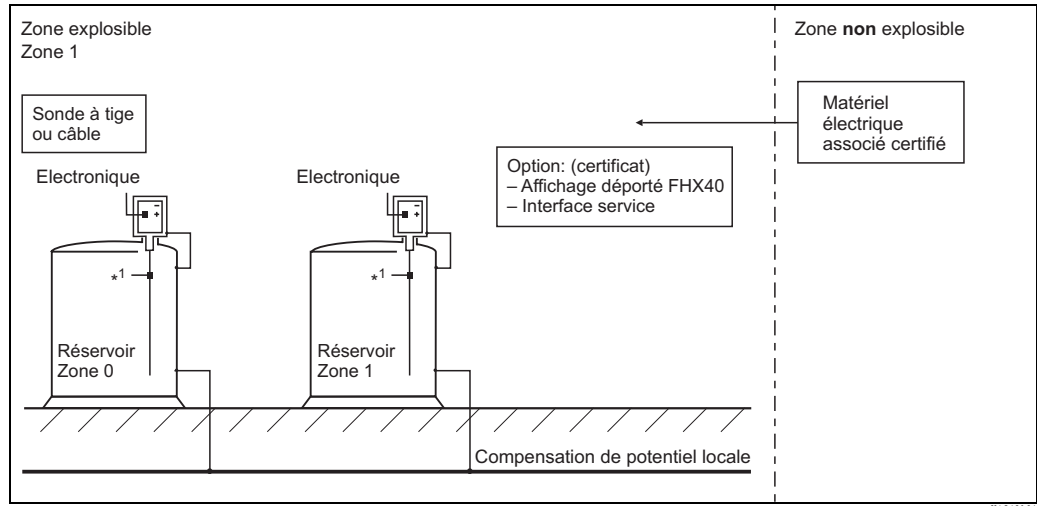 Zone explosible
Zone 1
Zone non explosible
Sonde à tige
ou câble
Matériel
électrique
associé certifié
Option: (certificat)
– Affichage déporté FHX40
– Interface service
Electronique
Electronique
– +
– +
*1
*1
Réservoir
Zone 0
Réservoir
Zone 1
Compensation de potentiel locale